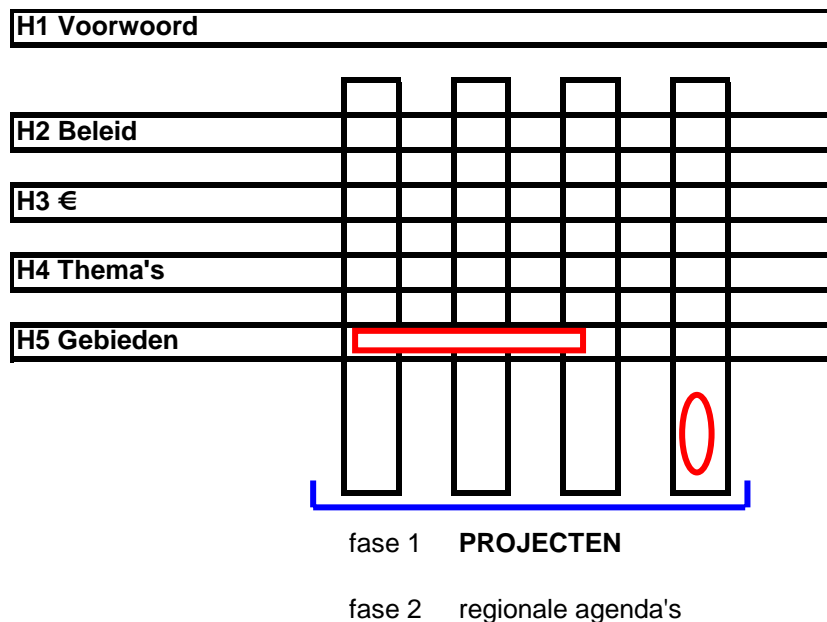 H1 Voorwoord
H2 Beleid
H3 €
H4 Thema's
H5 Gebieden
fase 1 PROJECTEN
fase 2 regionale agenda's